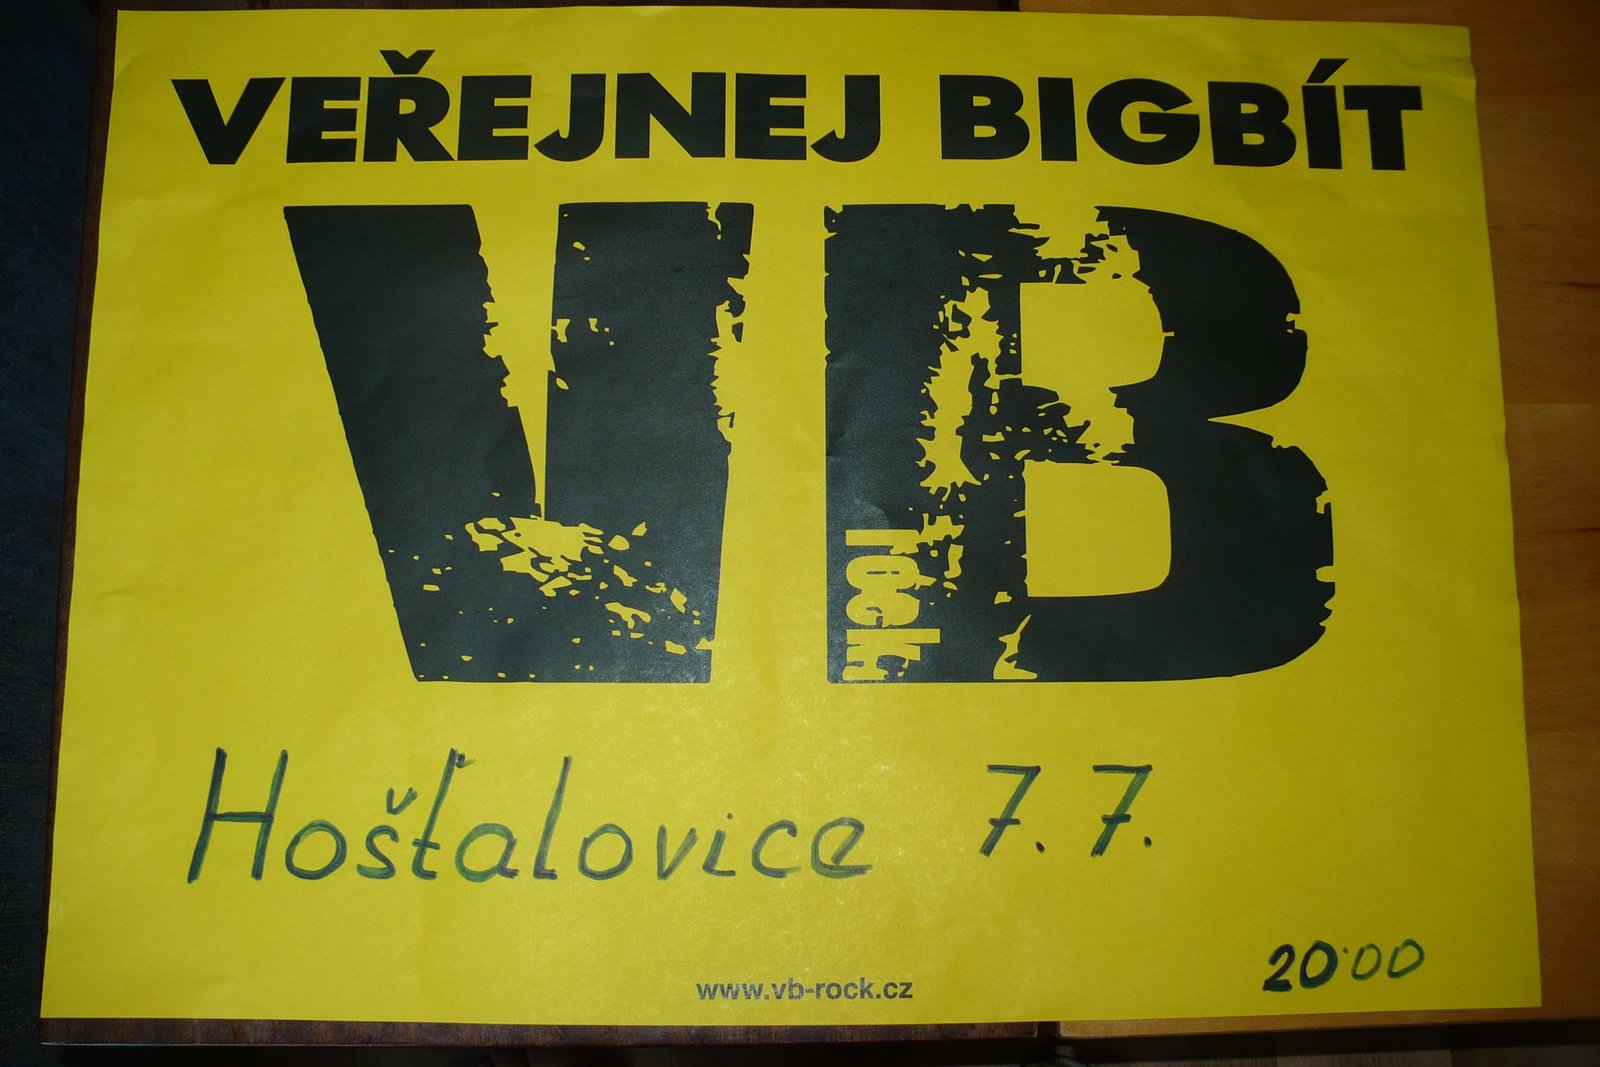 VEŘEJNEJ BIGBÍT
VB
rock
Hošťalovice 7.7.
20:00
www.vb-rock.cz